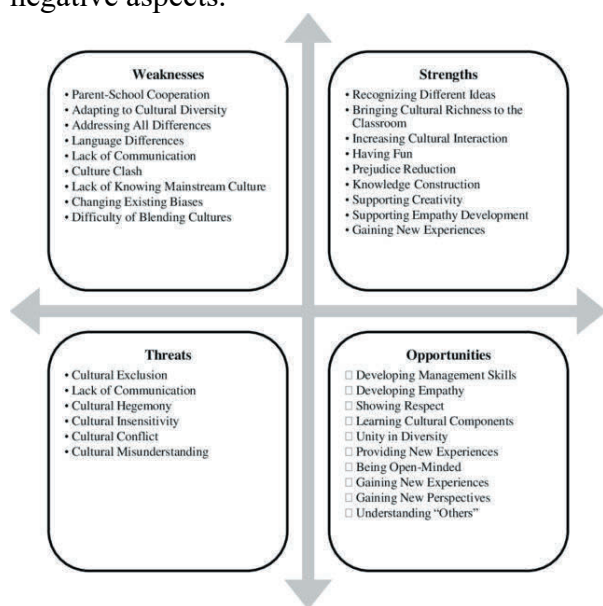 negative aspects.
Weaknesses
• Parent-School Cooperation
• Adapting to Cultural Diversity
• Addressing All Differences
• Language Differences
• Lack of Communication
• Culture Clash
• Lack of Knowing Mainstream Culture
• Changing Existing Biases
• Difficulty of Blending Cultures
Strengths
• Recognizing Different Ideas
• Bringing Cultural Richness to the
Classroom
• Increasing Cultural Interaction
• Having Fun
• Prejudice Reduction
• Knowledge Construction
• Supporting Creativity
• Supporting Empathy Development
• Gaining New Experiences
Threats
• Cultural Exclusion
• Lack of Communication
• Cultural Hegemony
• Cultural Insensitivity
• Cultural Conflict
• Cultural Misunderstanding
Opportunities
□ Developing Management Skills
□ Developing Empathy
□ Showing Respect
□ Learning Cultural Components
□ Unity in Diversity
□ Providing New Experiences
□ Being Open-Minded
□ Gaining New Experiences
□ Gaining New Perspectives
□ Understanding “Others”